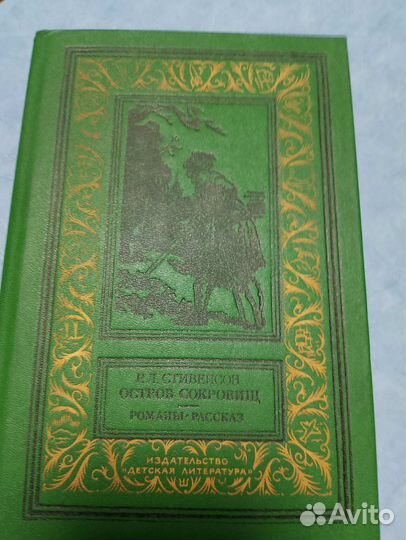 Р. Л. СТИВЕНСОН
ОСТРОВ СОКРОВИЩ
РОМАНЫ • РАССКАЗ
ИЗДАТЕЛЬСТВО
"ДЕТСКАЯ ЛИТЕРАТУРА"
Avito